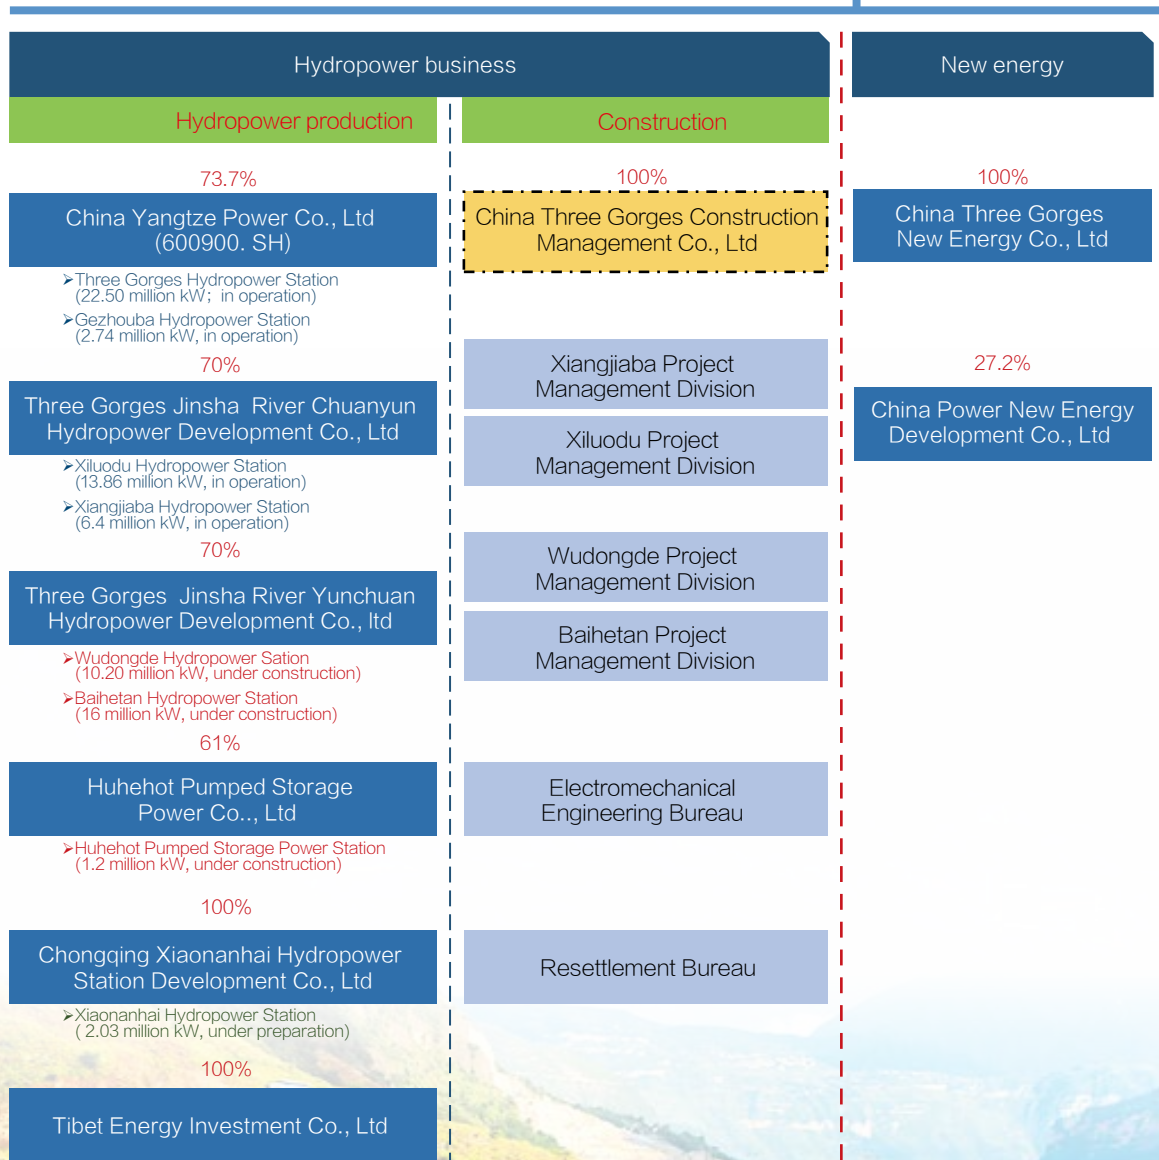 Hydropower business
Hydropower production
73.7%
China Yangtze Power Co., Ltd
(600900. SH)
➢Three Gorges Hydropower Station
(22.50 million kW；in operation)
➢Gezhouba Hydropower Station
(2.74 million kW, in operation)
70%
Three Gorges Jinsha River Chuanyun
Hydropower Development Co., Ltd
➢Xiluodu Hydropower Station
(13.86 million kW, in operation)
➢Xiangjiaba Hydropower Station
(6.4 million kW, in operation)
70%
Three Gorges Jinsha River Yunchuan
Hydropower Development Co., ltd
➢Wudongde Hydropower Sation
(10.20 million kW, under construction)
➢Baihetan Hydropower Station
(16 million kW, under construction)
61%
Huhehot Pumped Storage
Power Co.., Ltd
➢Huhehot Pumped Storage Power Station
(1.2 million kW, under construction)
100%
Chongqing Xiaonanhai Hydropower
Station Development Co., Ltd
➢Xiaonanhai Hydropower Station
( 2.03 million kW, under preparation)
100%
Tibet Energy Investment Co., Ltd
Construction
100%
China Three Gorges Construction
Management Co., Ltd
Xiangjiaba Project
Management Division
Xiluodu Project
Management Division
Wudongde Project
Management Division
Baihetan Project
Management Division
Electromechanical
Engineering Bureau
Resettlement Bureau
New energy
100%
China Three Gorges
New Energy Co., Ltd
27.2%
China Power New Energy
Development Co., Ltd